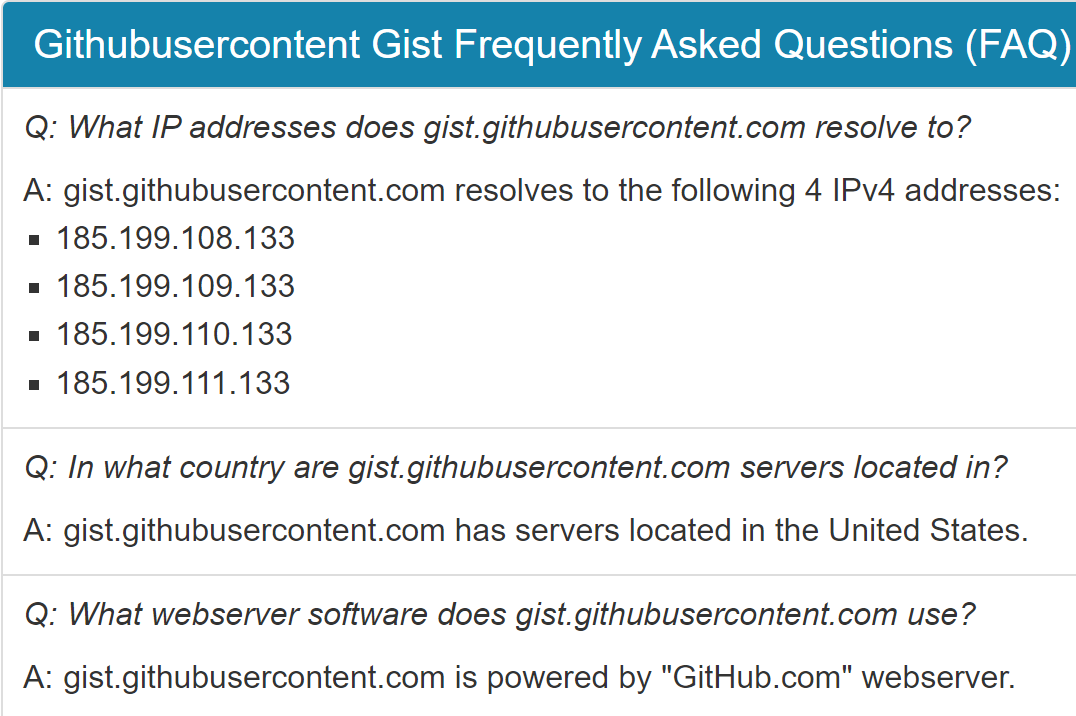 Githubusercontent Gist Frequently Asked Questions (FAQ)
Q: What IP addresses does gist.githubusercontent.com resolve to?
A: gist.githubusercontent.com resolves to the following 4 IPv4 addresses:
▪ 185.199.108.133
▪ 185.199.109.133
▪ 185.199.110.133
▪ 185.199.111.133
Q: In what country are gist.githubusercontent.com servers located in?
A: gist.githubusercontent.com has servers located in the United States.
Q: What webserver software does gist.githubusercontent.com use?
A: gist.githubusercontent.com is powered by "GitHub.com" webserver.